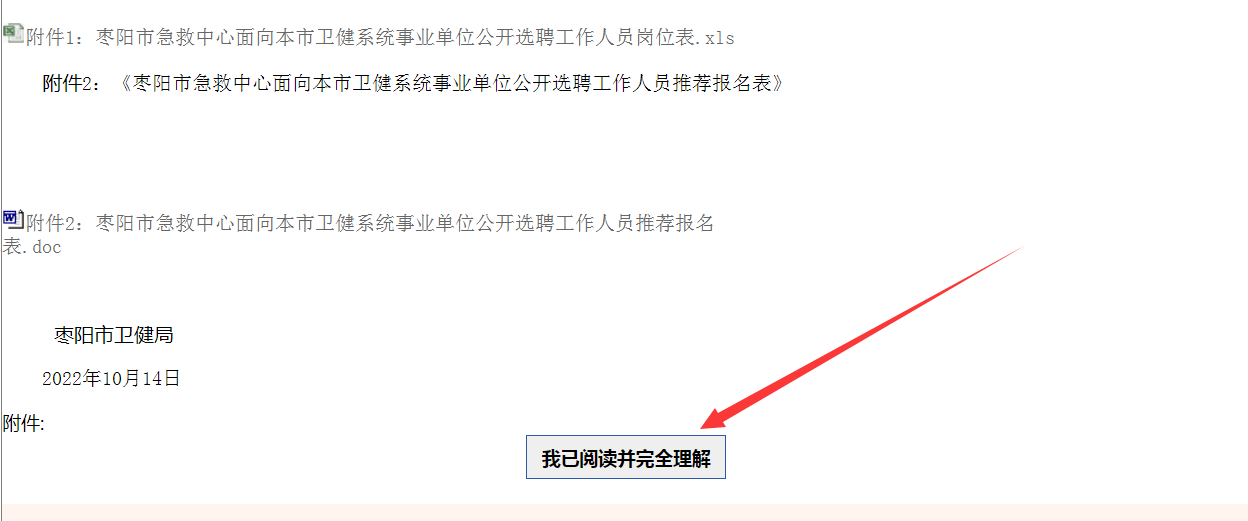 附件1：枣阳市急救中心面向本市卫健系统事业单位公开选聘工作人员岗位表.xls
附件2：《枣阳市急救中心面向本市卫健系统事业单位公开选聘工作人员推荐报名表》
附件2：枣阳市急救中心面向本市卫健系统事业单位公开选聘工作人员推荐报名
表.doc
枣阳市卫健局
2022年10月14日
附件:
我已阅读并完全理解